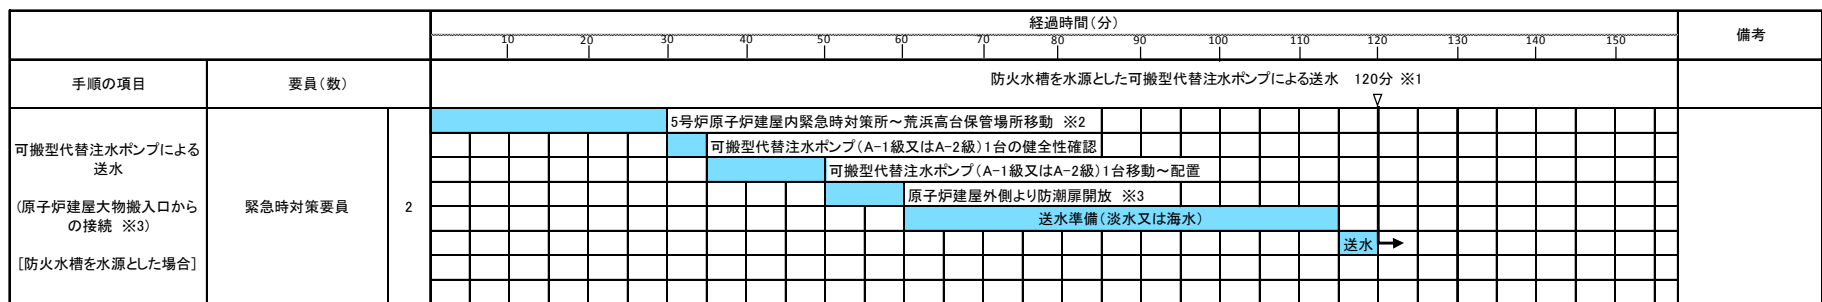 経過時間(分)
備考
10 20 30 40 50 60 70 80 90 100 110 120 130 140 150
手順の項目
要員(数)
防火水槽を水源とした可搬型代替注水ポンプによる送水 120分 ※1
可搬型代替注水ポンプによる
送水
(原子炉建屋大物搬入口から
の接続 ※3)
[防火水槽を水源とした場合]
緊急時対策要員
2
5号炉原子炉建屋内緊急時対策所～荒浜高台保管場所移動 ※2
可搬型代替注水ポンプ(A-1級又はA-2級)1台の健全性確認
可搬型代替注水ポンプ(A-1級又はA-2級)1台移動～配置
原子炉建屋外側より防潮扉開放 ※3
送水準備(淡水又は海水)
送水